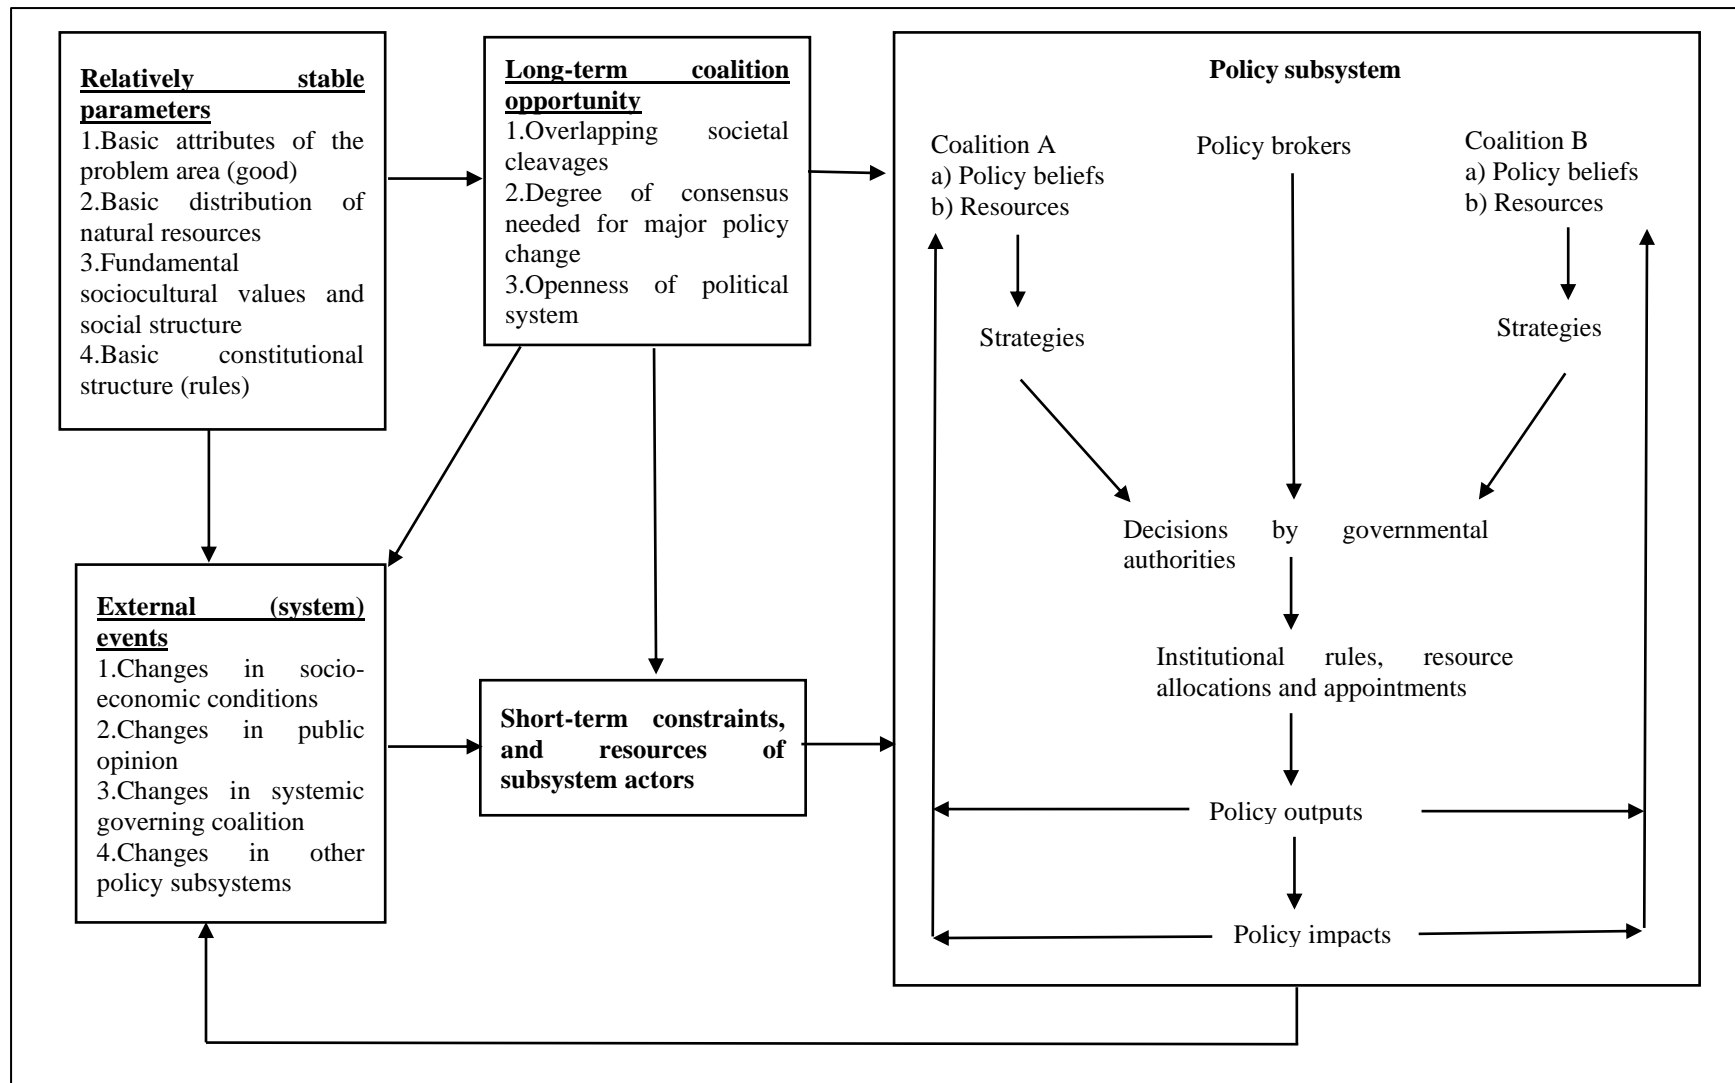 Relatively stable
parameters
1.Basic attributes of the
problem area (good)
2.Basic distribution of
natural resources
3.Fundamental
sociocultural values and
social structure
4.Basic constitutional
structure (rules)
Long-term coalition
opportunity
1.Overlapping societal
cleavages
2.Degree of consensus
needed for major policy
change
3.Openness of political
system
External (system)
events
1.Changes in socio-
economic conditions
2.Changes in public
opinion
3.Changes in systemic
governing coalition
4.Changes in other
policy subsystems
Short-term constraints,
and resources of
subsystem actors
Policy subsystem
Coalition A
a) Policy beliefs
b) Resources
Policy brokers
Coalition B
a) Policy beliefs
b) Resources
Strategies
Strategies
Decisions by governmental
authorities
Institutional rules, resource
allocations and appointments
Policy outputs
Policy impacts